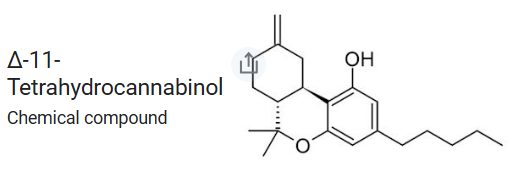 Δ-11-
Tetrahydrocannabinol
Chemical compound
OH
O